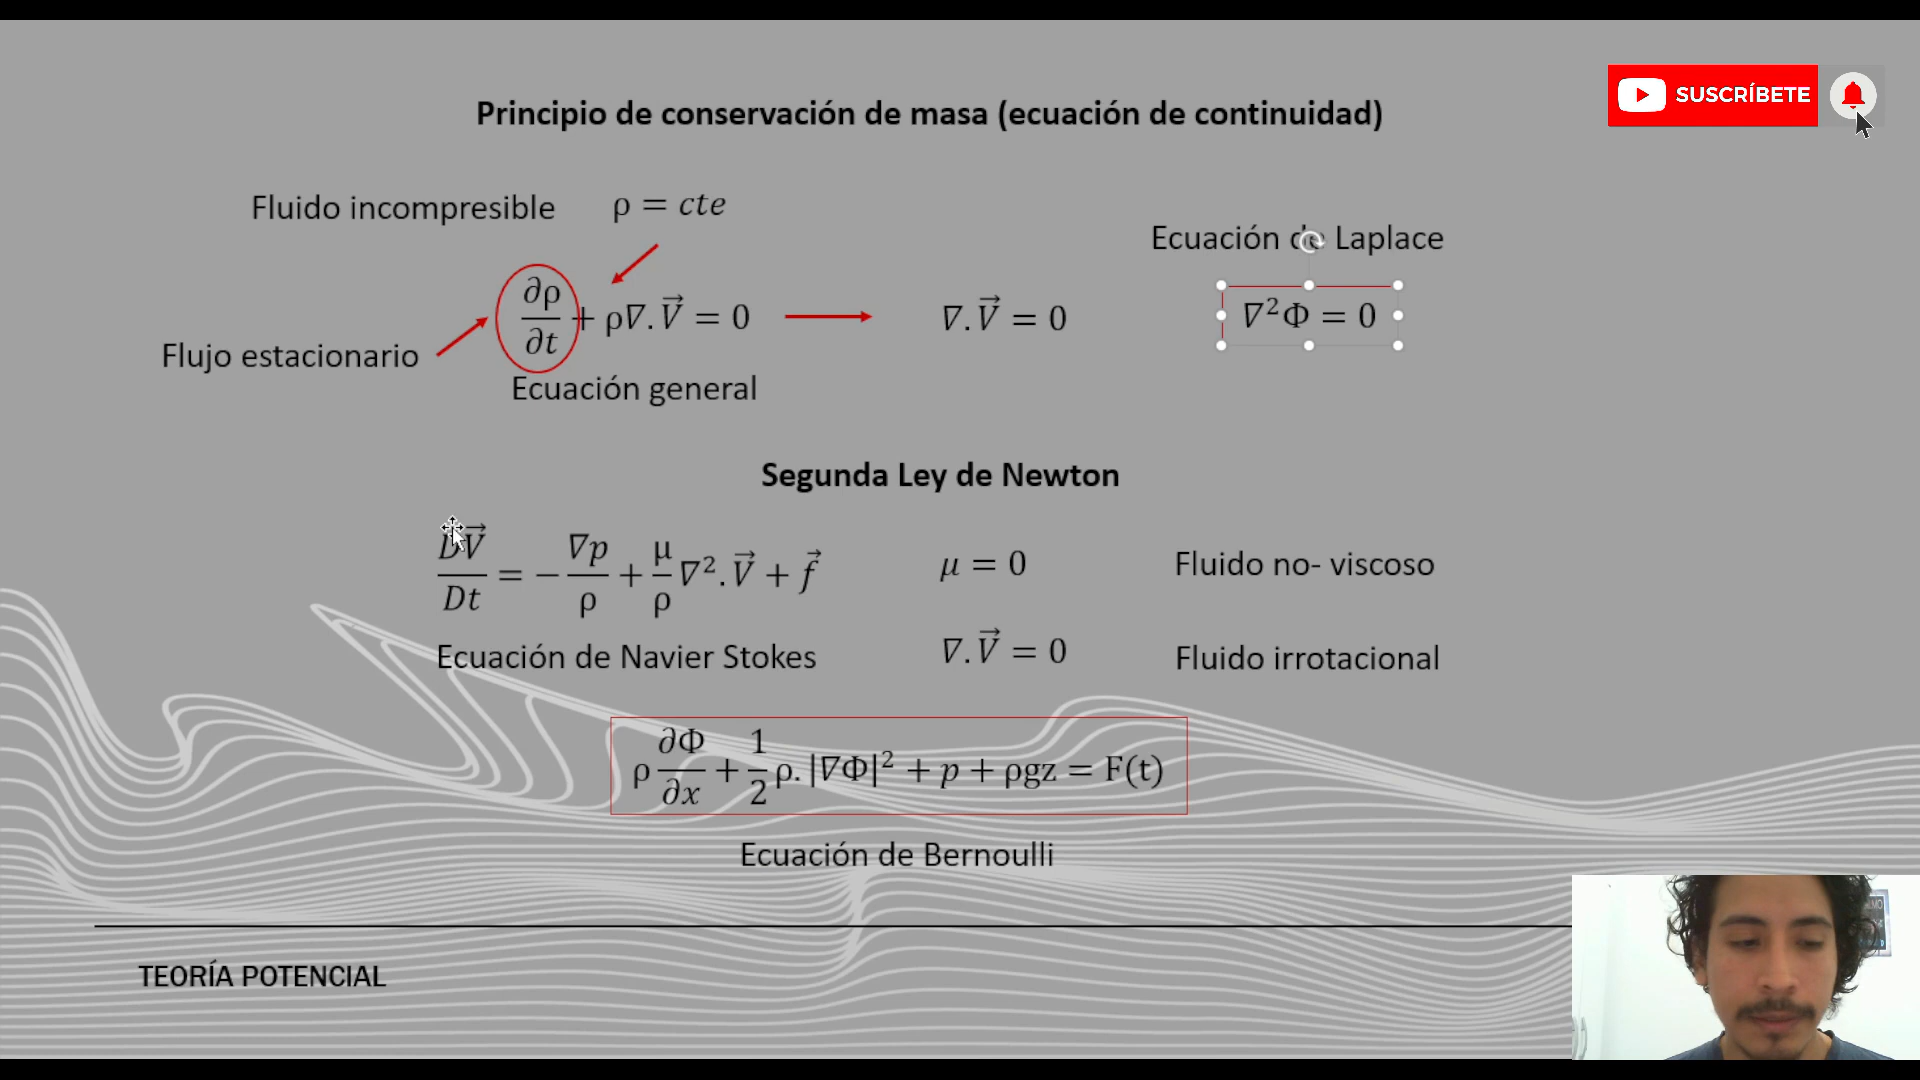 Principio de conservación de masa (ecuación de continuidad)
SUSCRÍBETE
Fluido incompresible ρ = cte
Ecuación de Laplace
∂ρ/∂t + ρ∇.V⃗ = 0
∇.V⃗ = 0
∇²Φ = 0
Flujo estacionario
Ecuación general
Segunda Ley de Newton
DV⃗/Dt = −∇p/ρ + μ/ρ ∇².V⃗ + f⃗
μ = 0
Fluido no- viscoso
Ecuación de Navier Stokes
∇.V⃗ = 0
Fluido irrotacional
ρ ∂Φ/∂x + 1/2 ρ.|∇Φ|² + p + ρgz = F(t)
Ecuación de Bernoulli
TEORÍA POTENCIAL